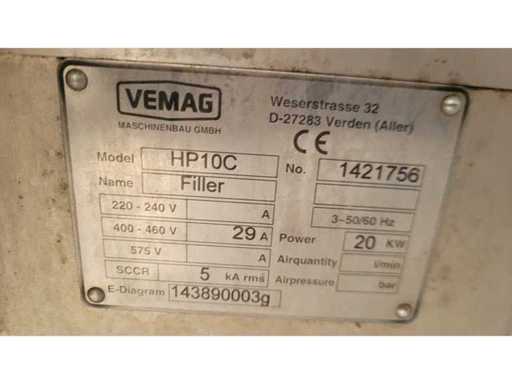 VEMAG
MASCHINENBAU GMBH
Weserstrasse 32
D-27283 Verden (Aller)
CE
Model HP10C No. 1421756
Name Filler
220 - 240 V A 3~50/60 Hz
400 - 460 V 29 A Power 20 KW
575 V A Airquantity l/min
SCCR 5 kA rms Airpressure bar
E-Diagram 143890003g